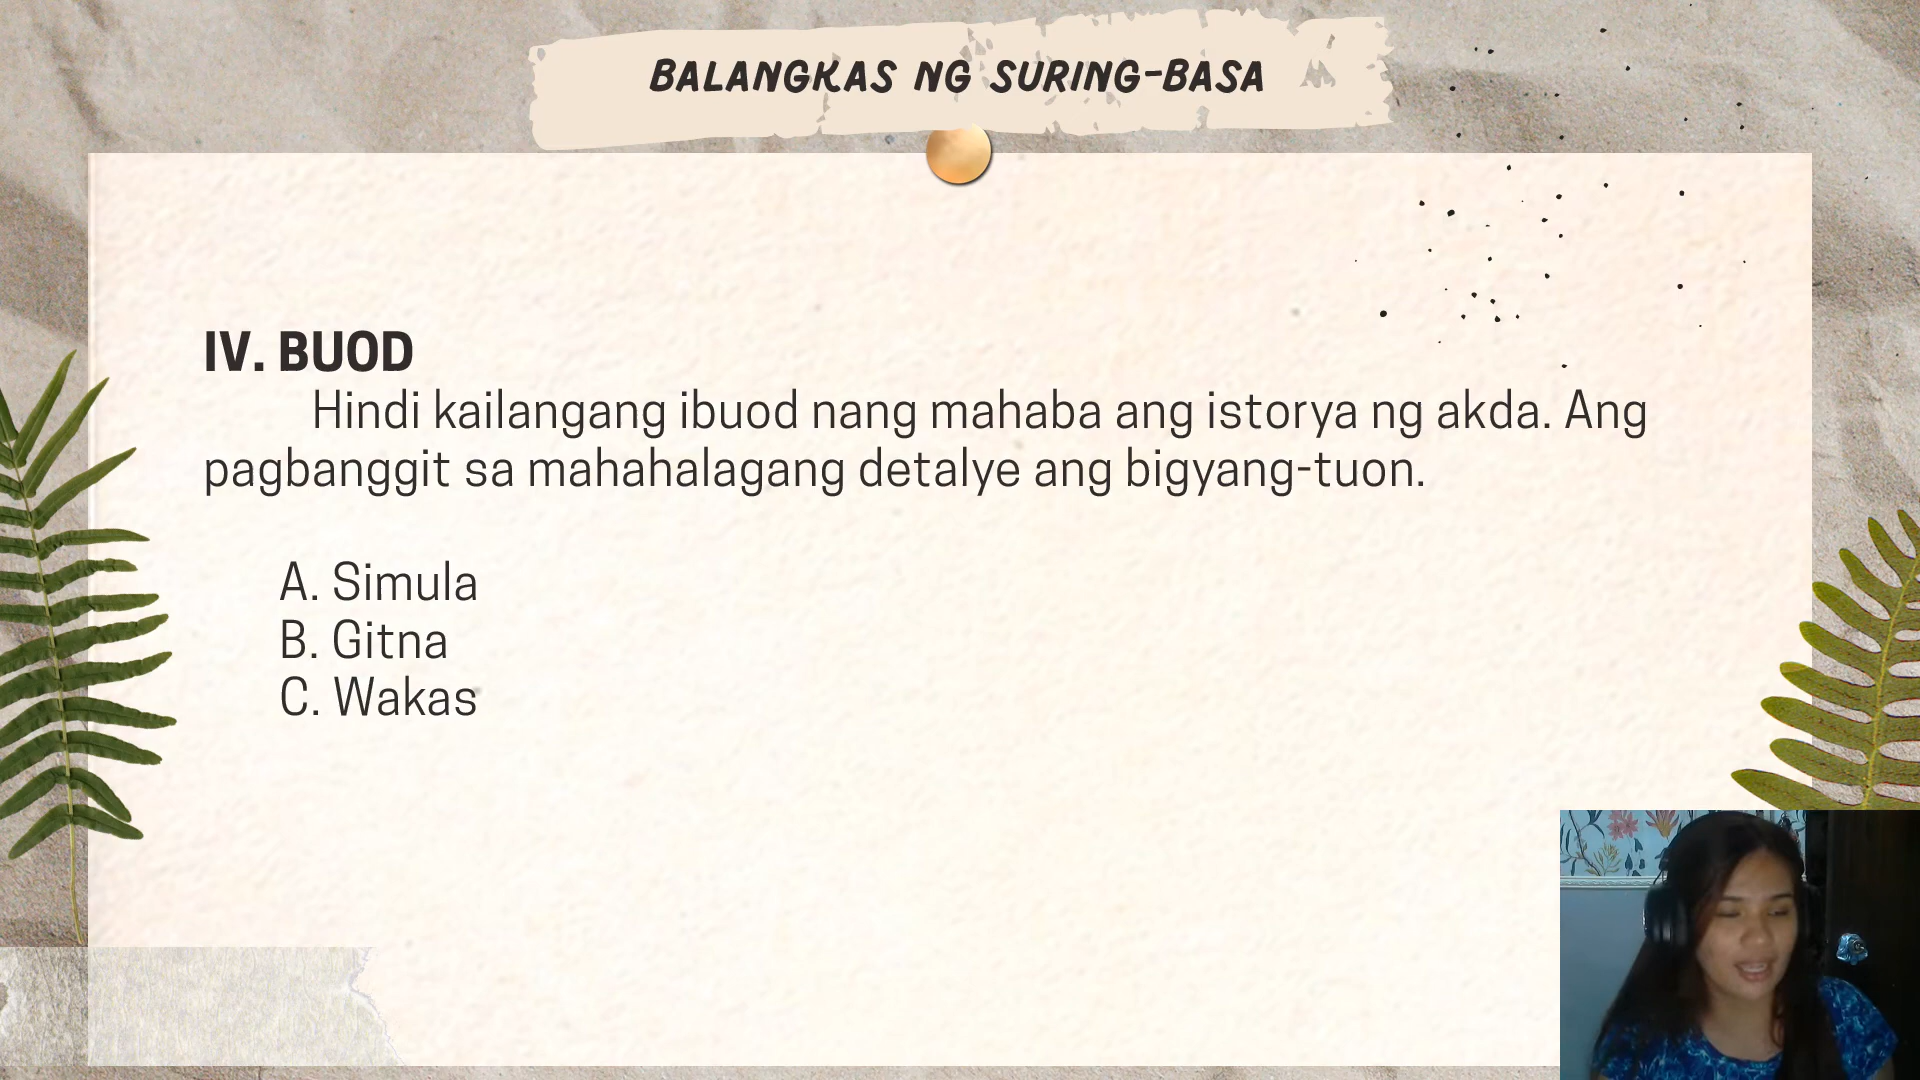 BALANGKAS NG SURING-BASA
IV. BUOD
Hindi kailangang ibuod nang mahaba ang istorya ng akda. Ang
pagbanggit sa mahahalagang detalye ang bigyang-tuon.
A. Simula
B. Gitna
C. Wakas